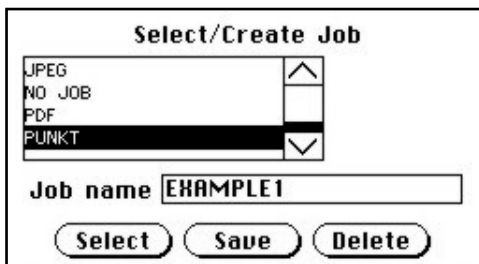 Select/Create Job
JPEG
NO JOB
PDF
PUNKT
Job name EXAMPLE1
Select Save Delete